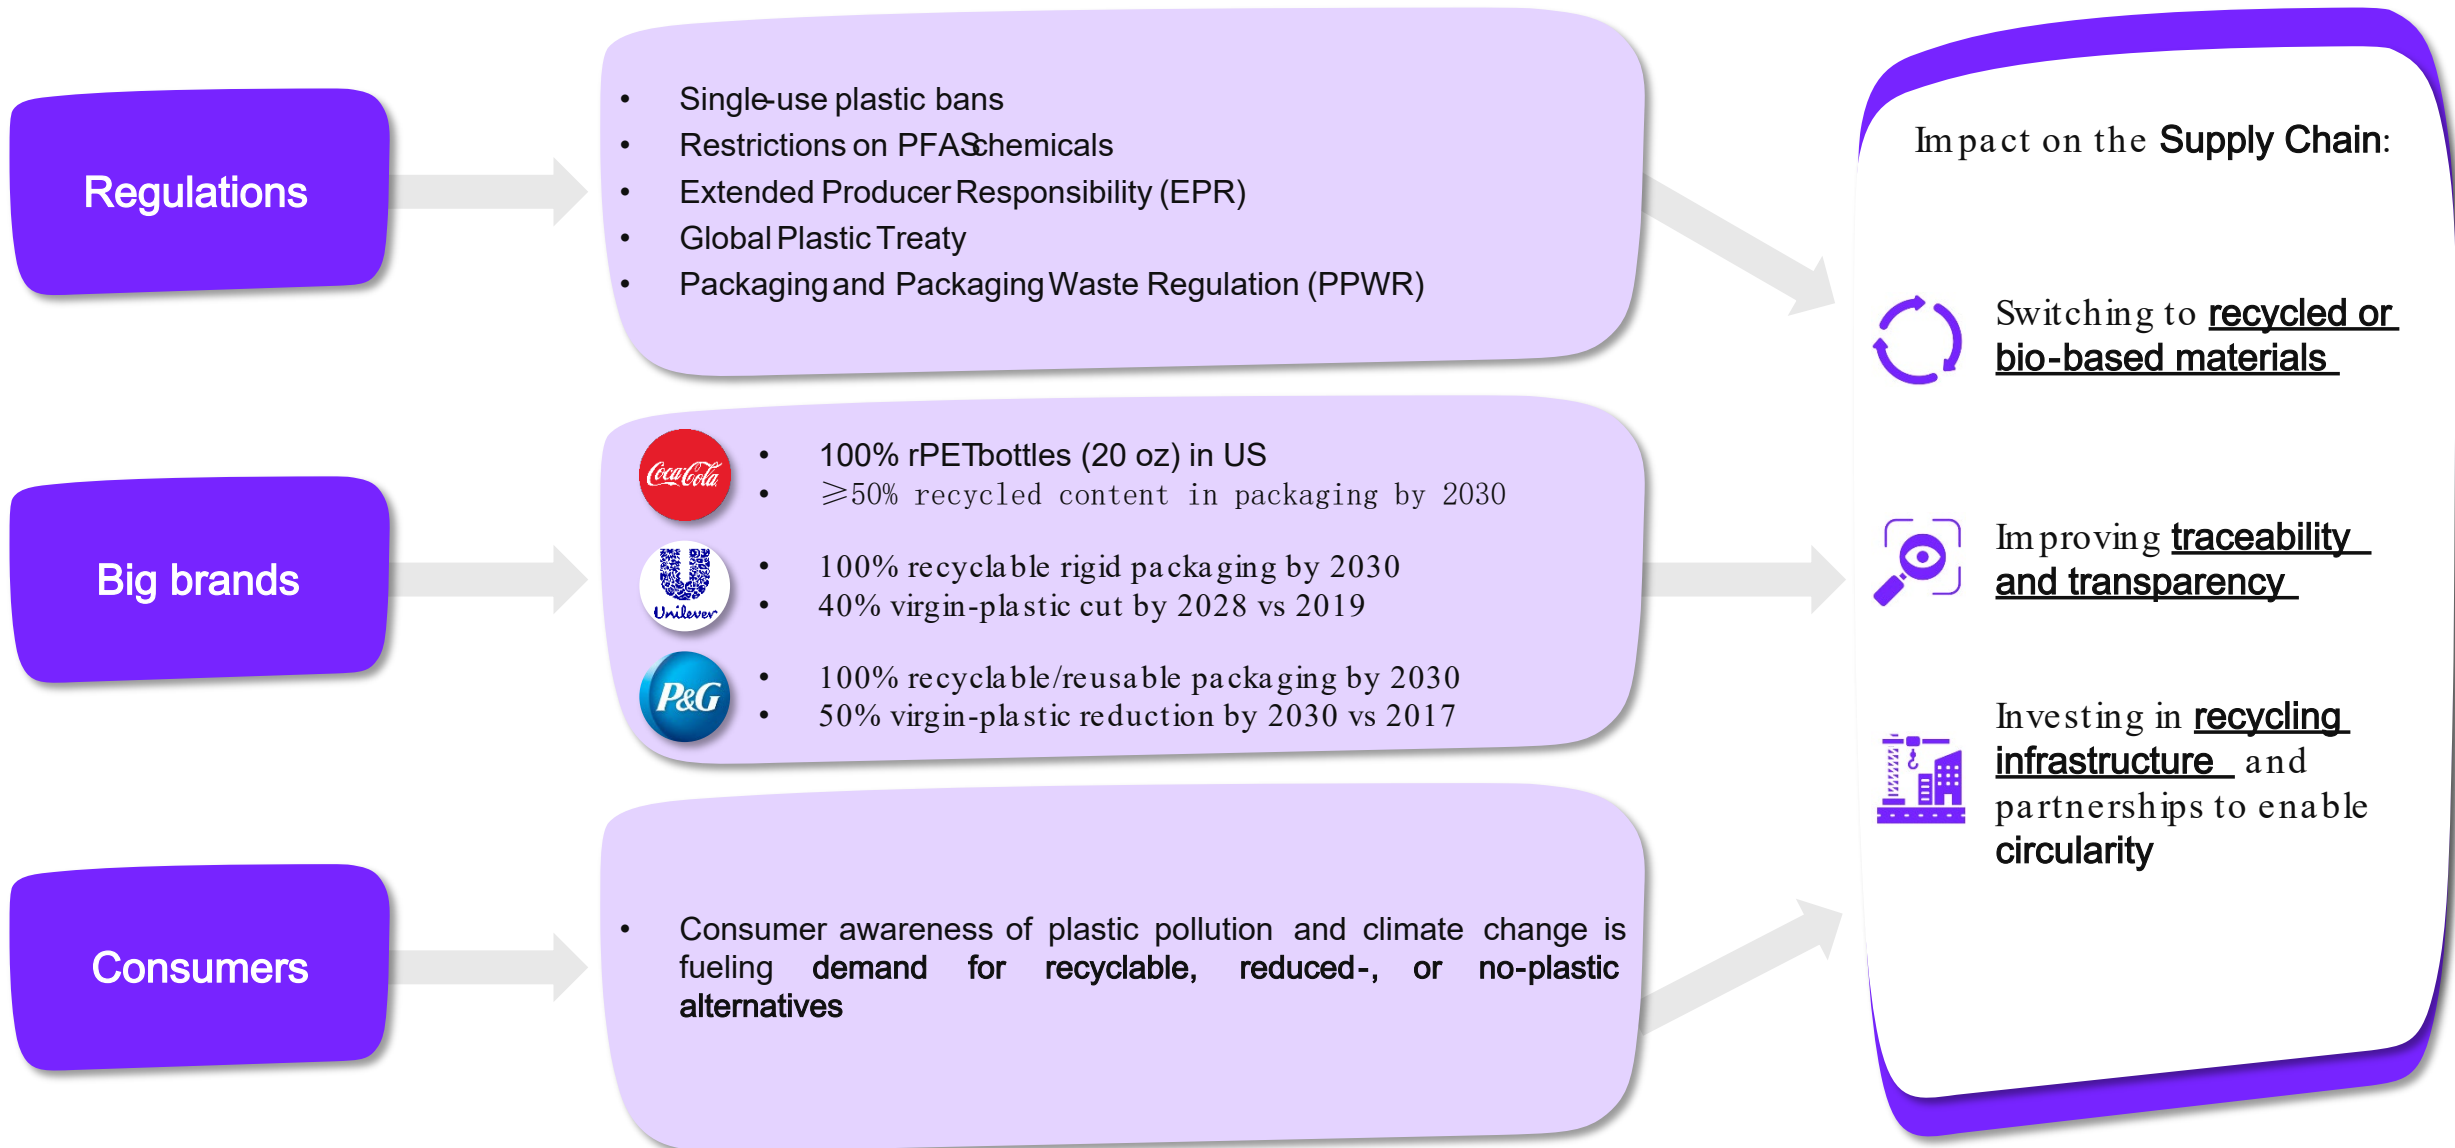 Regulations
• Single-use plastic bans
• Restrictions on PFAS chemicals
• Extended Producer Responsibility (EPR)
• Global Plastic Treaty
• Packaging and Packaging Waste Regulation (PPWR)
Big brands
Coca-Cola
• 100% rPET bottles (20 oz) in US
• ≥50% recycled content in packaging by 2030
Unilever
• 100% recyclable rigid packaging by 2030
• 40% virgin-plastic cut by 2028 vs 2019
P&G
• 100% recyclable/reusable packaging by 2030
• 50% virgin-plastic reduction by 2030 vs 2017
Consumers
• Consumer awareness of plastic pollution and climate change is
fueling demand for recyclable, reduced-, or no-plastic
alternatives
Impact on the Supply Chain:
Switching to recycled or
bio-based materials
Improving traceability
and transparency
Investing in recycling
infrastructure and
partnerships to enable
circularity